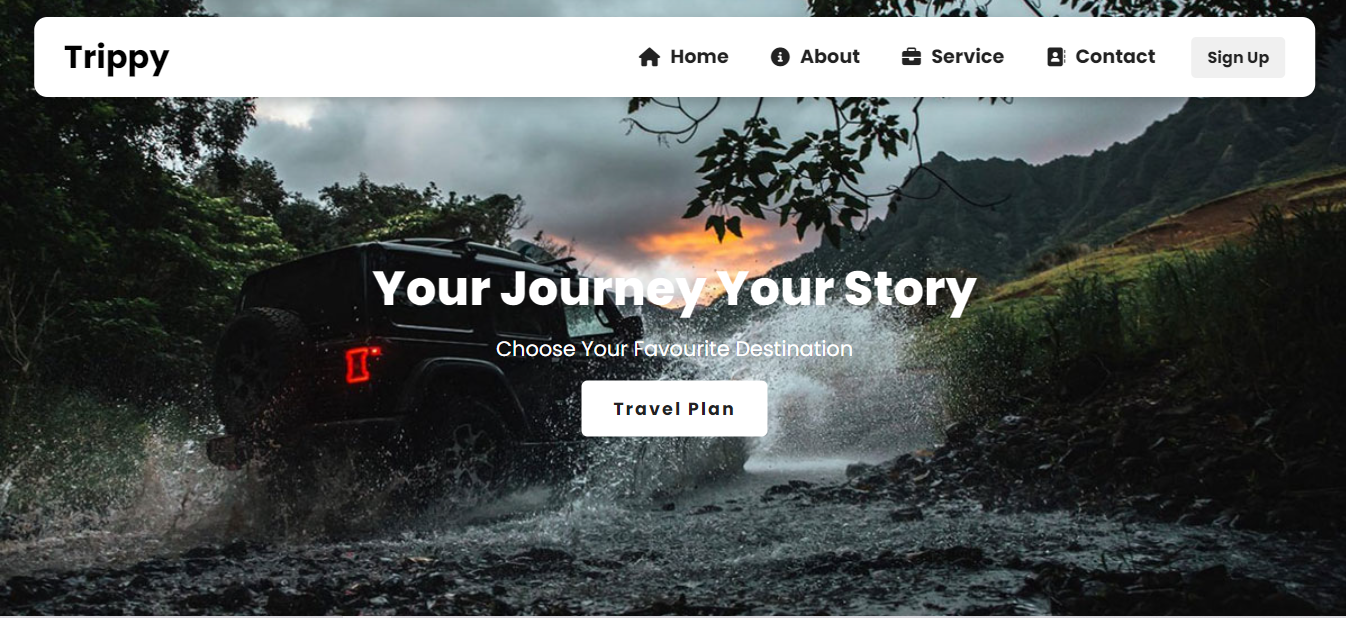 Trippy Home About Service Contact Sign Up
Your Journey Your Story
Choose Your Favourite Destination
Travel Plan